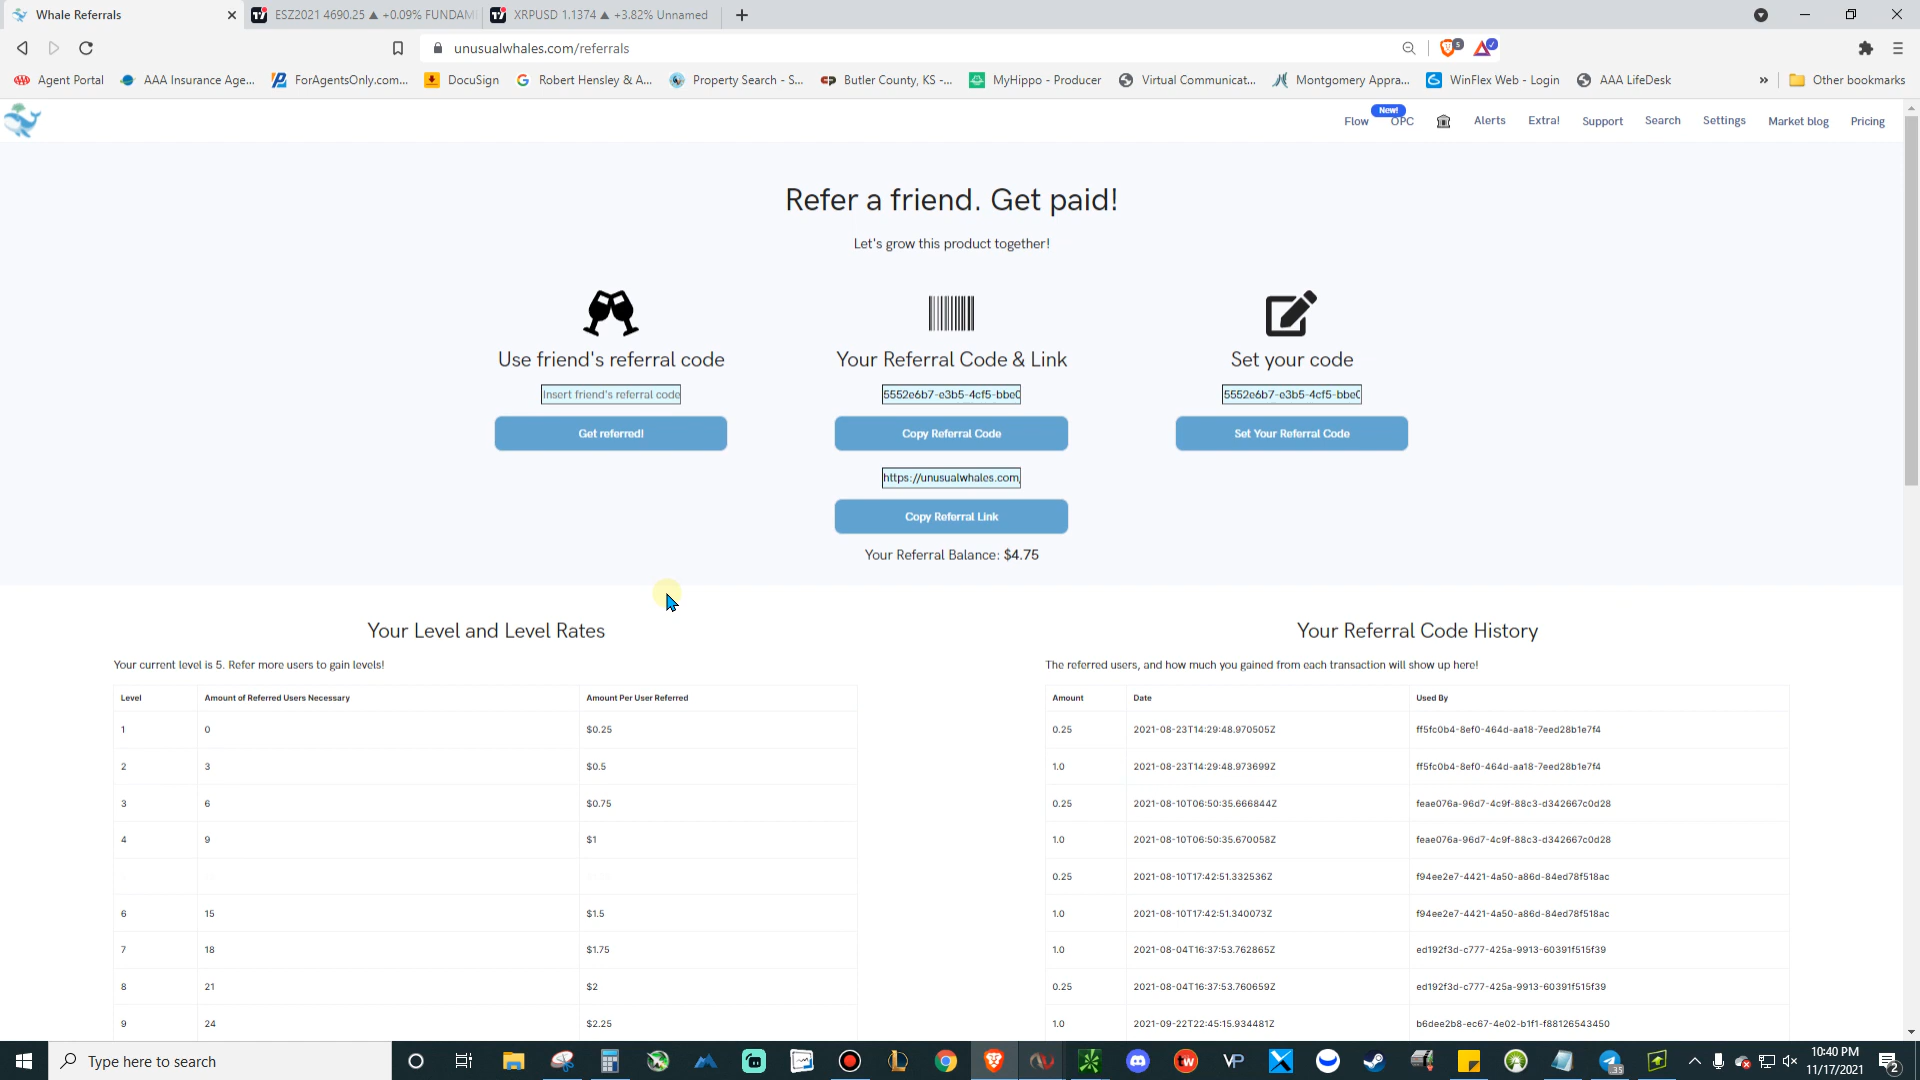 Whale Referrals
ESZ2021 4690.25 ▲ +0.09% FUNDAM
XRPUSD 1.1374 ▲ +3.82% Unnamed
unusualwhales.com/referrals
5
Agent Portal
AAA Insurance Age...
ForAgentsOnly.com...
DocuSign
Robert Hensley & A...
Property Search - S...
Butler County, KS -...
MyHippo - Producer
Virtual Communicat...
Montgomery Appra...
WinFlex Web - Login
AAA LifeDesk
»
Other bookmarks
New!
Flow
OPC
Alerts
Extra!
Support
Search
Settings
Market blog
Pricing
Refer a friend. Get paid!
Let's grow this product together!
Use friend's referral code
Your Referral Code & Link
Set your code
Insert friend's referral code
5552e6b7-e3b5-4cf5-bbe0
5552e6b7-e3b5-4cf5-bbe0
Get referred!
Copy Referral Code
Set Your Referral Code
https://unusualwhales.com/
Copy Referral Link
Your Referral Balance: $4.75
Your Level and Level Rates
Your current level is 5. Refer more users to gain levels!
Level Amount of Referred Users Necessary Amount Per User Referred
1 0 $0.25
2 3 $0.5
3 6 $0.75
4 9 $1
6 15 $1.5
7 18 $1.75
8 21 $2
9 24 $2.25
Your Referral Code History
The referred users, and how much you gained from each transaction will show up here!
Amount Date Used By
0.25 2021-08-23T14:29:48.970505Z ff5fc0b4-8ef0-464d-aa18-7eed28b1e7f4
1.0 2021-08-23T14:29:48.973699Z ff5fc0b4-8ef0-464d-aa18-7eed28b1e7f4
0.25 2021-08-10T06:50:35.666844Z feae076a-96d7-4c9f-88c3-d342667c0d28
1.0 2021-08-10T06:50:35.670058Z feae076a-96d7-4c9f-88c3-d342667c0d28
0.25 2021-08-10T17:42:51.332536Z f94ee2e7-4421-4a50-a86d-84ed78f518ac
1.0 2021-08-10T17:42:51.340073Z f94ee2e7-4421-4a50-a86d-84ed78f518ac
1.0 2021-08-04T16:37:53.762865Z ed192f3d-c777-425a-9913-60391f515f39
0.25 2021-08-04T16:37:53.760659Z ed192f3d-c777-425a-9913-60391f515f39
1.0 2021-09-22T22:45:15.934481Z b6dee2b8-ec67-4e02-b1f1-f88126543450
Type here to search
tw
VP
35
10:40 PM
11/17/2021
2